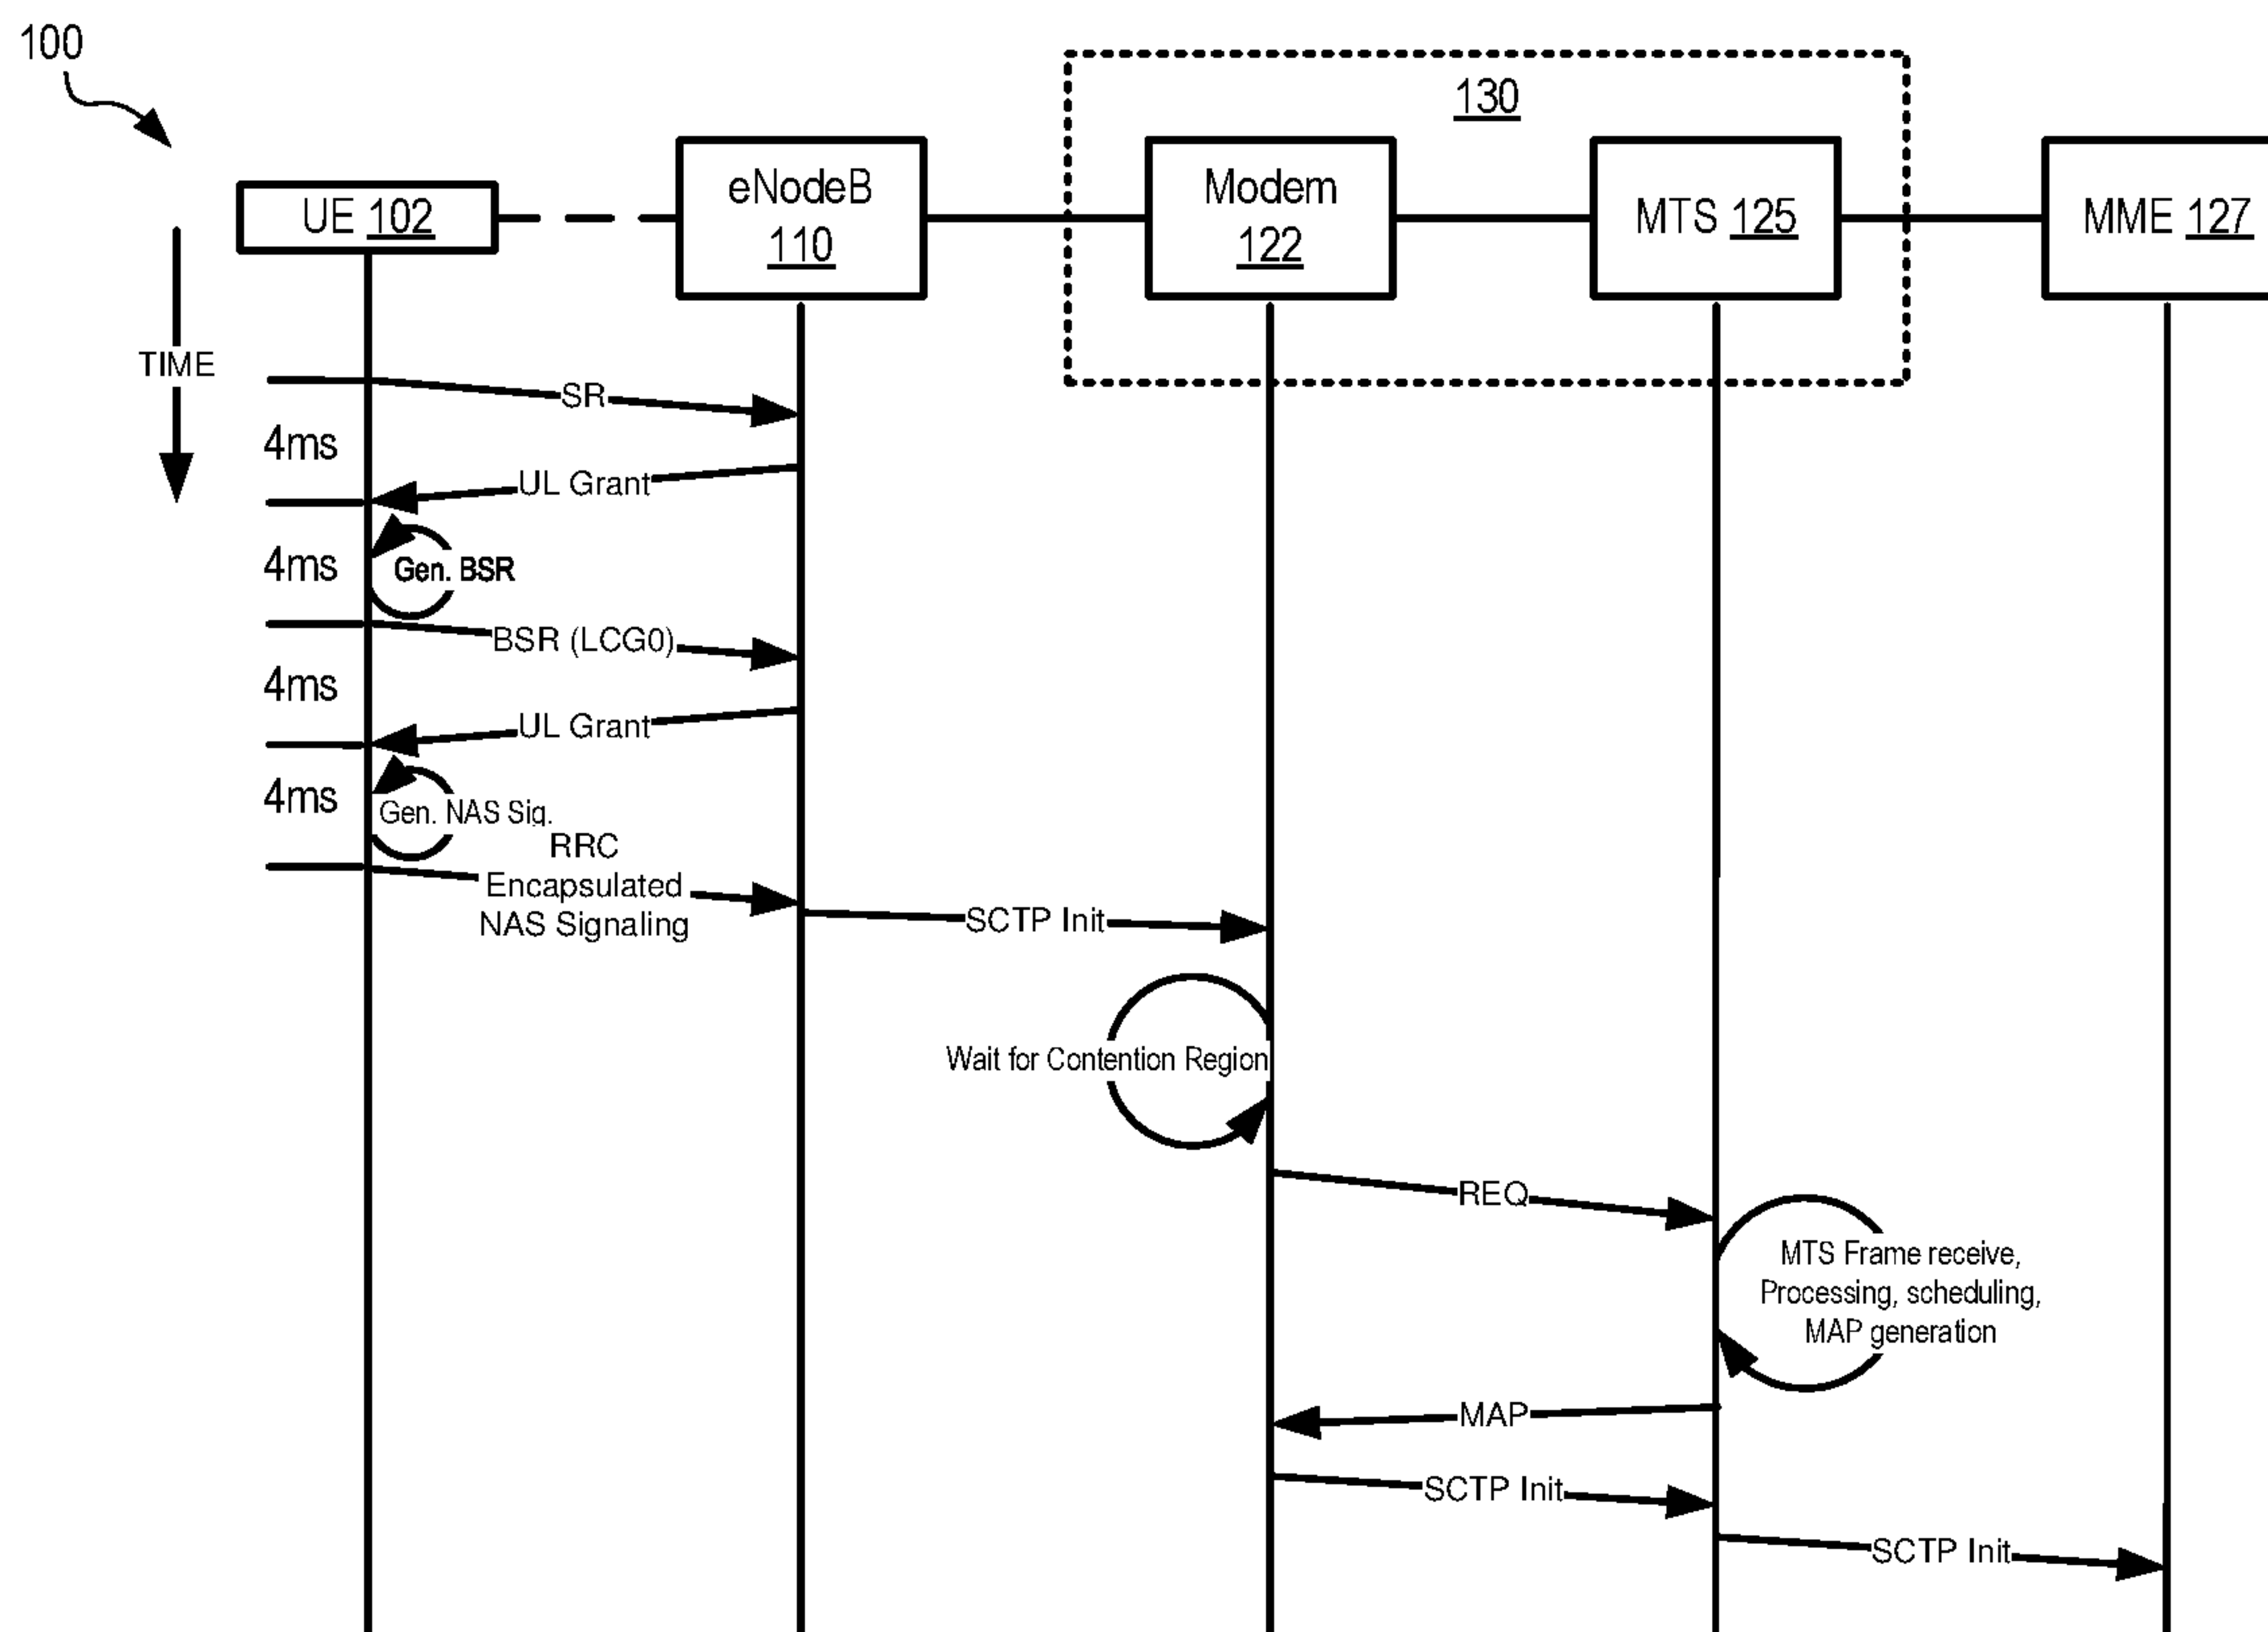 100
130
UE 102
eNodeB
110
Modem
122
MTS 125
MME 127
TIME
SR
4ms
UL Grant
4ms
Gen. BSR
BSR (LCG0)
4ms
UL Grant
4ms
Gen. NAS Sig.
RRC
Encapsulated
NAS Signaling
SCTP Init
Wait for Contention Region
REQ
MTS Frame receive,
Processing, scheduling,
MAP generation
MAP
SCTP Init
SCTP Init